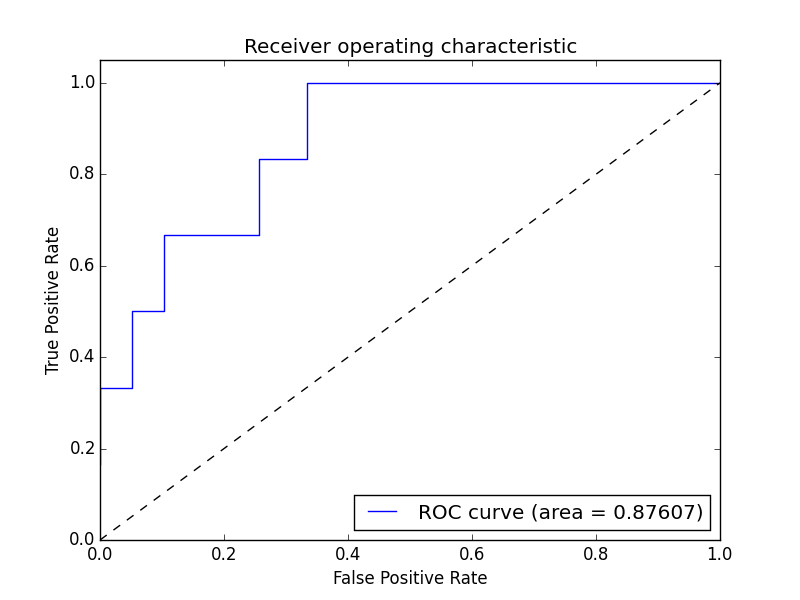 Receiver operating characteristic
1.0
0.8
0.6
0.4
0.2
0.0
True Positive Rate
ROC curve (area = 0.87607)
0.0 0.2 0.4 0.6 0.8 1.0
False Positive Rate